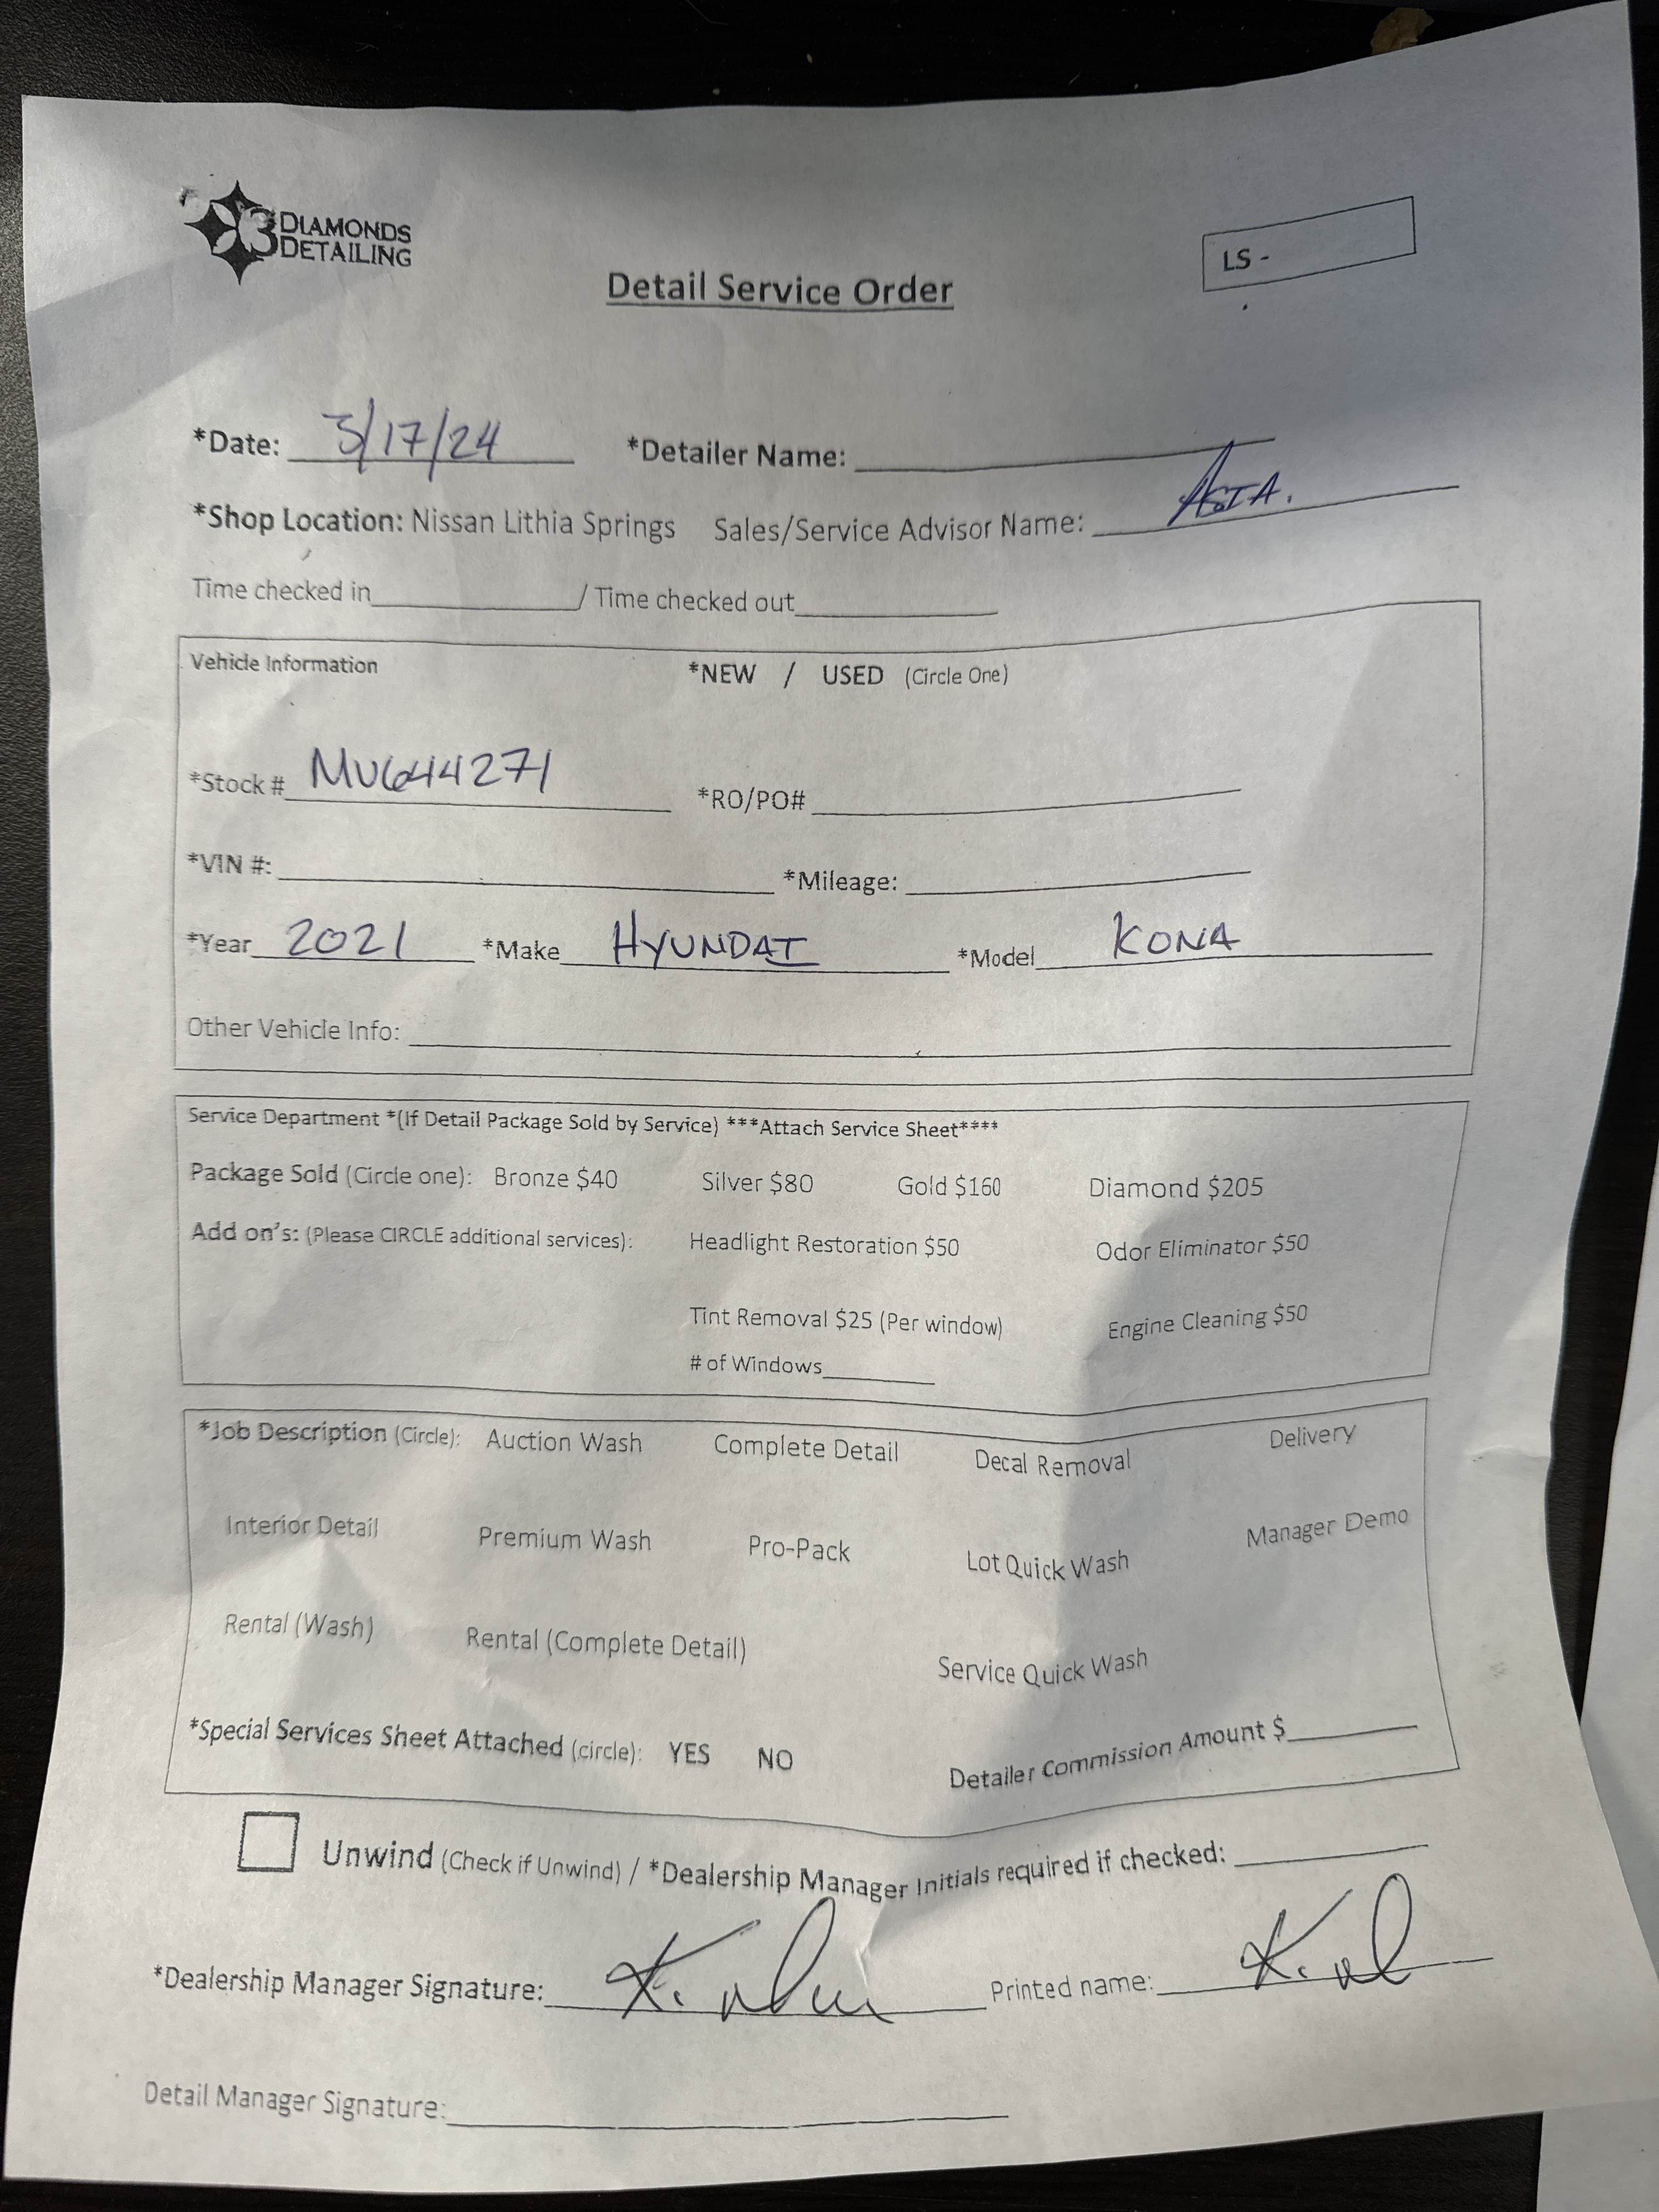 3 DIAMONDS
DETAILING
LS -
Detail Service Order
*Date: 3/17/24 *Detailer Name:
*Shop Location: Nissan Lithia Springs Sales/Service Advisor Name: ASIA.
Time checked in / Time checked out
Vehicle Information *NEW / USED (Circle One)
*Stock # MU644271 *RO/PO#
*VIN #: *Mileage:
*Year 2021 *Make HYUNDAI *Model KONA
Other Vehicle Info:
Service Department *(If Detail Package Sold by Service) ***Attach Service Sheet****
Package Sold (Circle one): Bronze $40 Silver $80 Gold $160 Diamond $205
Add on's: (Please CIRCLE additional services): Headlight Restoration $50 Odor Eliminator $50
Tint Removal $25 (Per window) Engine Cleaning $50
# of Windows
*Job Description (Circle): Auction Wash Complete Detail Decal Removal Delivery
Interior Detail Premium Wash Pro-Pack Lot Quick Wash Manager Demo
Rental (Wash) Rental (Complete Detail) Service Quick Wash
*Special Services Sheet Attached (circle): YES NO Detailer Commission Amount $
Unwind (Check if Unwind) / *Dealership Manager Initials required if checked:
*Dealership Manager Signature: Printed name:
Detail Manager Signature: